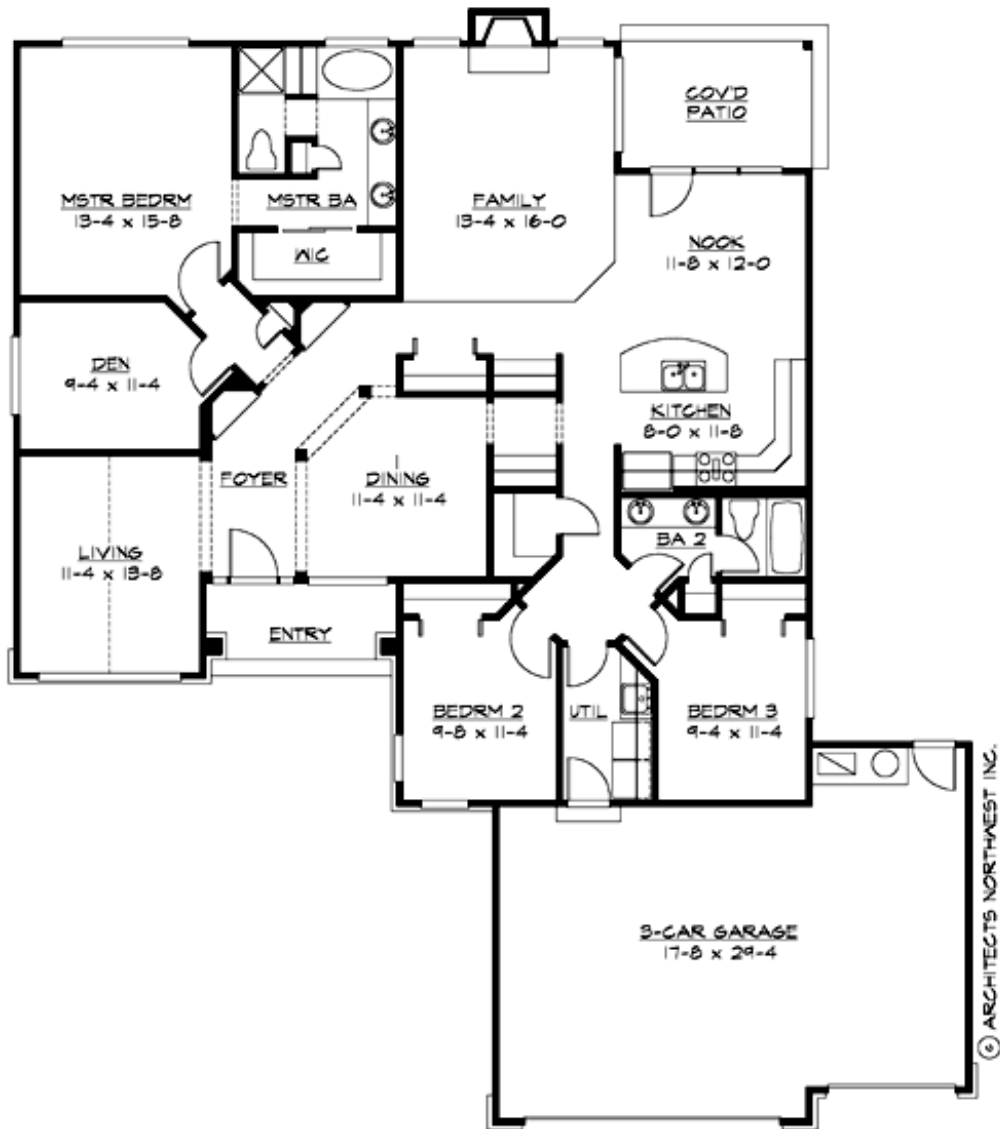 COV'D
PATIO
MSTR BEDRM
13-4 x 15-8
MSTR BA
FAMILY
13-4 x 16-0
WIC
NOOK
11-8 x 12-0
DEN
9-4 x 11-4
KITCHEN
8-0 x 11-8
FOYER
DINING
11-4 x 11-4
LIVING
11-4 x 13-8
BA 2
ENTRY
BEDRM 2
9-8 x 11-4
UTIL
BEDRM 3
9-4 x 11-4
3-CAR GARAGE
17-8 x 29-4
© ARCHITECTS NORTHWEST INC.